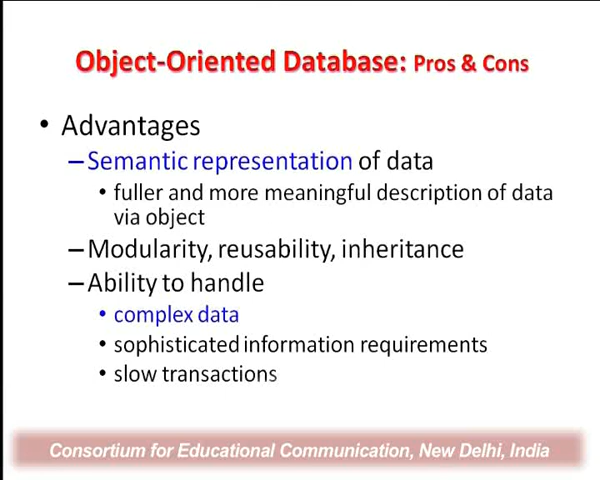 Object-Oriented Database: Pros & Cons
• Advantages
–Semantic representation of data
• fuller and more meaningful description of data
via object
–Modularity, reusability, inheritance
–Ability to handle
• complex data
• sophisticated information requirements
• slow transactions
Consortium for Educational Communication, New Delhi, India